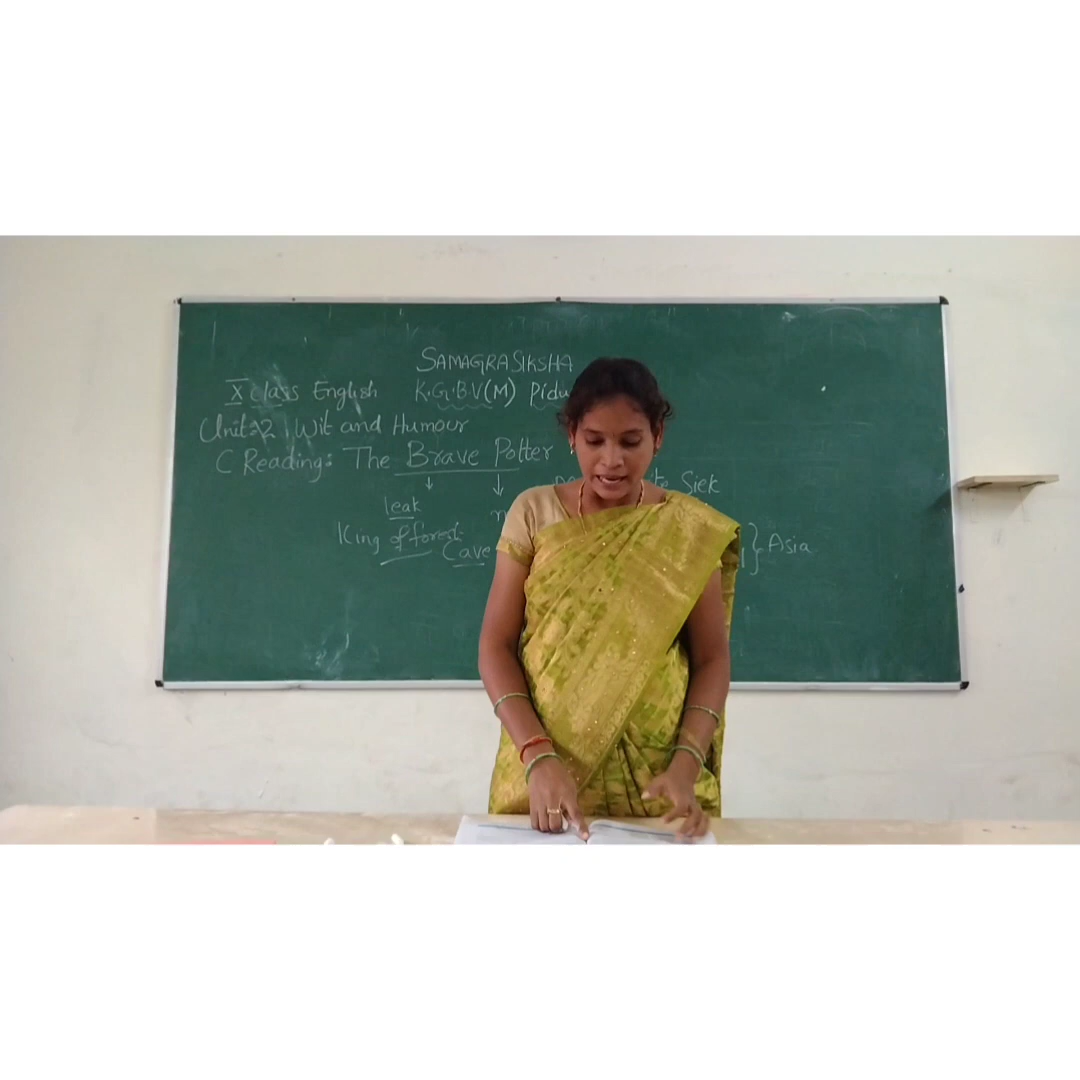 SAMAGRA SIKSHA
X class English K.G.B.V(M) Pidu
Unit:2, Wit and Humour
C Reading: The Brave Potter
Siek
leak
King of forest
Cave
} Asia